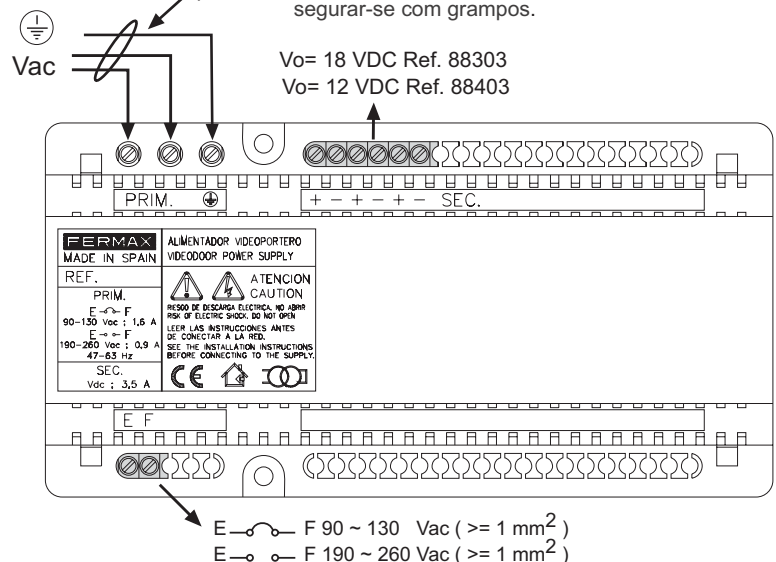 segurar-se com grampos.
Vac
Vo= 18 VDC Ref. 88303
Vo= 12 VDC Ref. 88403
PRIM.
+ - + - + - SEC.
FERMAX
MADE IN SPAIN
REF.
PRIM.
E F
90-130 Vac ; 1,6 A
E F
190-260 Vac ; 0,9 A
47-63 Hz
SEC.
Vdc ; 3,5 A
ALIMENTADOR VIDEOPORTERO
VIDEODOOR POWER SUPPLY
ATENCION
CAUTION
RIESGO DE DESCARGA ELECTRICA. NO ABRIR
RISK OF ELECTRIC SHOCK. DO NOT OPEN
LEER LAS INSTRUCCIONES ANTES
DE CONECTAR A LA RED.
SEE THE INSTALLATION INSTRUCTIONS
BEFORE CONNECTING TO THE SUPPLY.
CE
E F
E F 90 ~ 130 Vac ( >= 1 mm2 )
E F 190 ~ 260 Vac ( >= 1 mm2 )